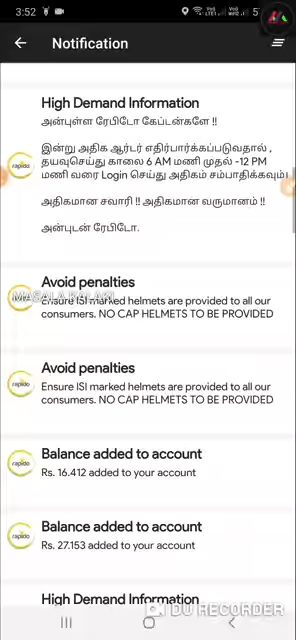 3:52
Notification
High Demand Information
அன்புள்ள ரேபிடோ கேப்டன்களே !!
இன்று அதிக ஆர்டர் எதிர்பார்க்கப்படுவதால் ,
தயவுசெய்து காலை 6 AM மணி முதல் -12 PM
மணி வரை Login செய்து அதிகம் சம்பாதிக்கவும்!
அதிகமான சவாரி !! அதிகமான வருமானம் !!
அன்புடன் ரேபிடோ.
rapido
Avoid penalties
Ensure ISI marked helmets are provided to all our
consumers. NO CAP HELMETS TO BE PROVIDED
Avoid penalties
Ensure ISI marked helmets are provided to all our
consumers. NO CAP HELMETS TO BE PROVIDED
rapido
Balance added to account
Rs. 16.412 added to your account
rapido
Balance added to account
Rs. 27.153 added to your account
rapido
High Demand Information
DU RECORDER